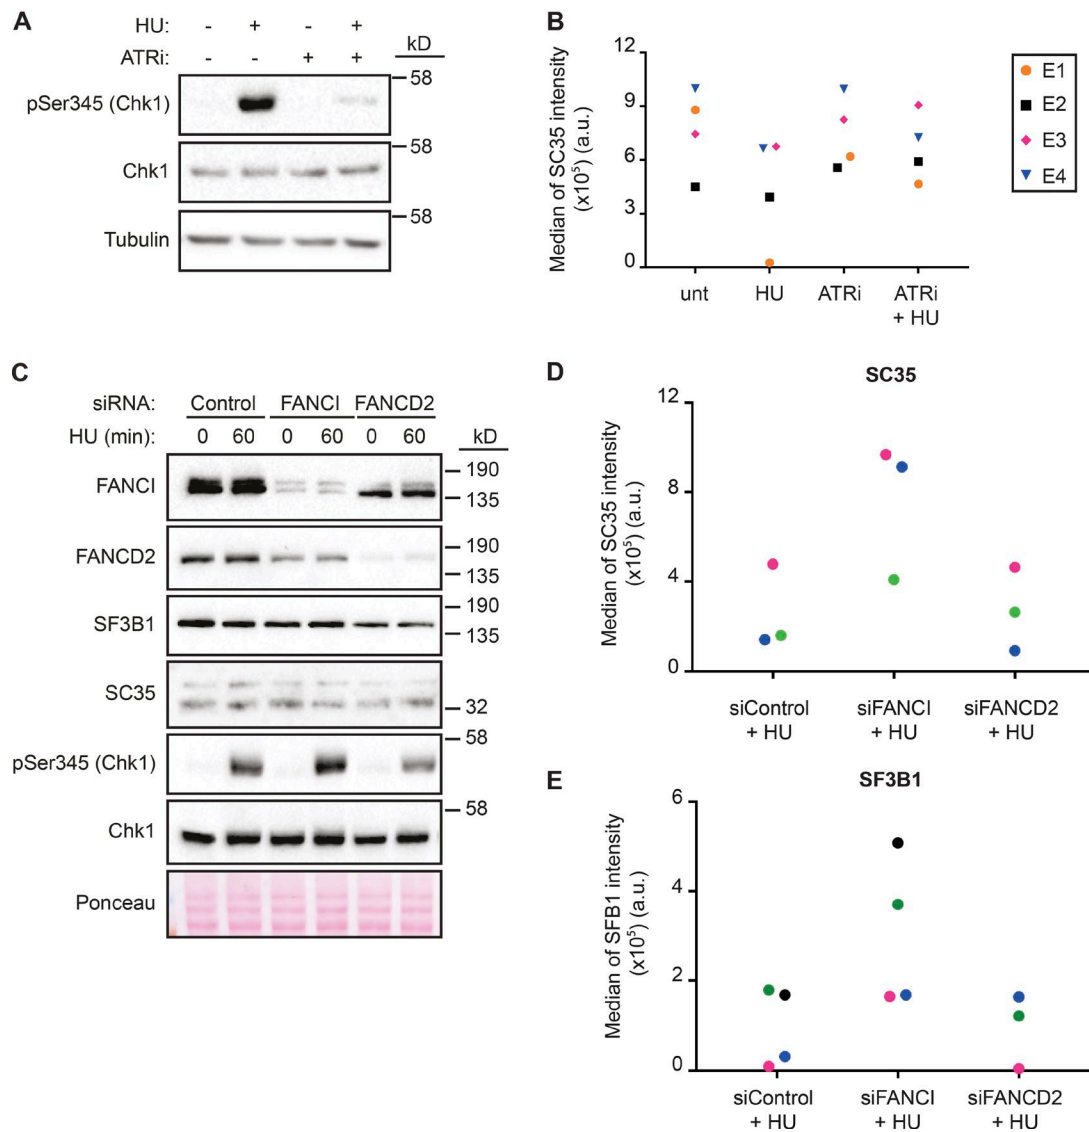 A
HU: - + - +
ATRi: - - + +
kD
58
pSer345 (Chk1)
Chk1
58
Tubulin
B
Median of SC35 intensity
(x10⁵) (a.u.)
12
9
6
3
0
unt HU ATRi ATRi
+ HU
E1
E2
E3
E4
C
siRNA: Control FANCI FANCD2
HU (min): 0 60 0 60 0 60 kD
FANCI
190
135
FANCD2
190
135
SF3B1
190
135
SC35
32
pSer345 (Chk1)
58
Chk1
58
Ponceau
D
SC35
Median of SC35 intensity
(x10⁵) (a.u.)
12
8
4
0
siControl siFANCI siFANCD2
+ HU + HU + HU
E
SF3B1
Median of SFB1 intensity
(x10⁵) (a.u.)
6
4
2
0
siControl siFANCI siFANCD2
+ HU + HU + HU